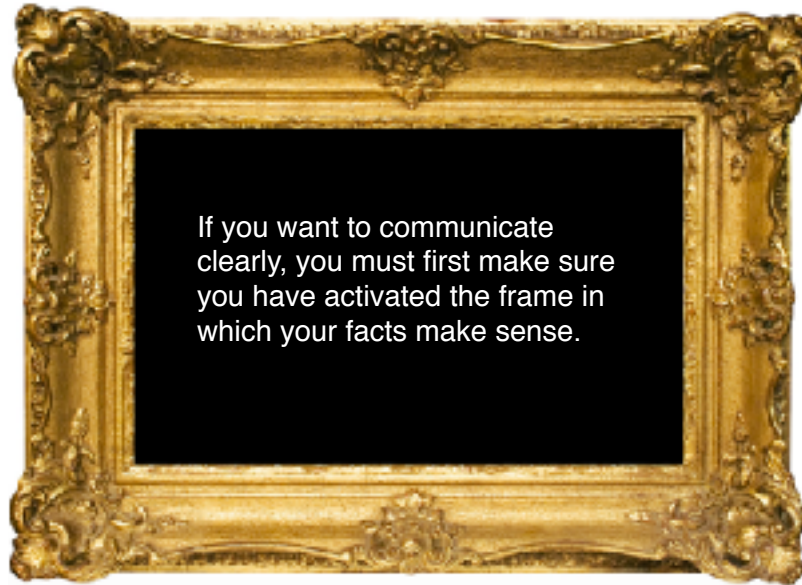 If you want to communicate
clearly, you must first make sure
you have activated the frame in
which your facts make sense.